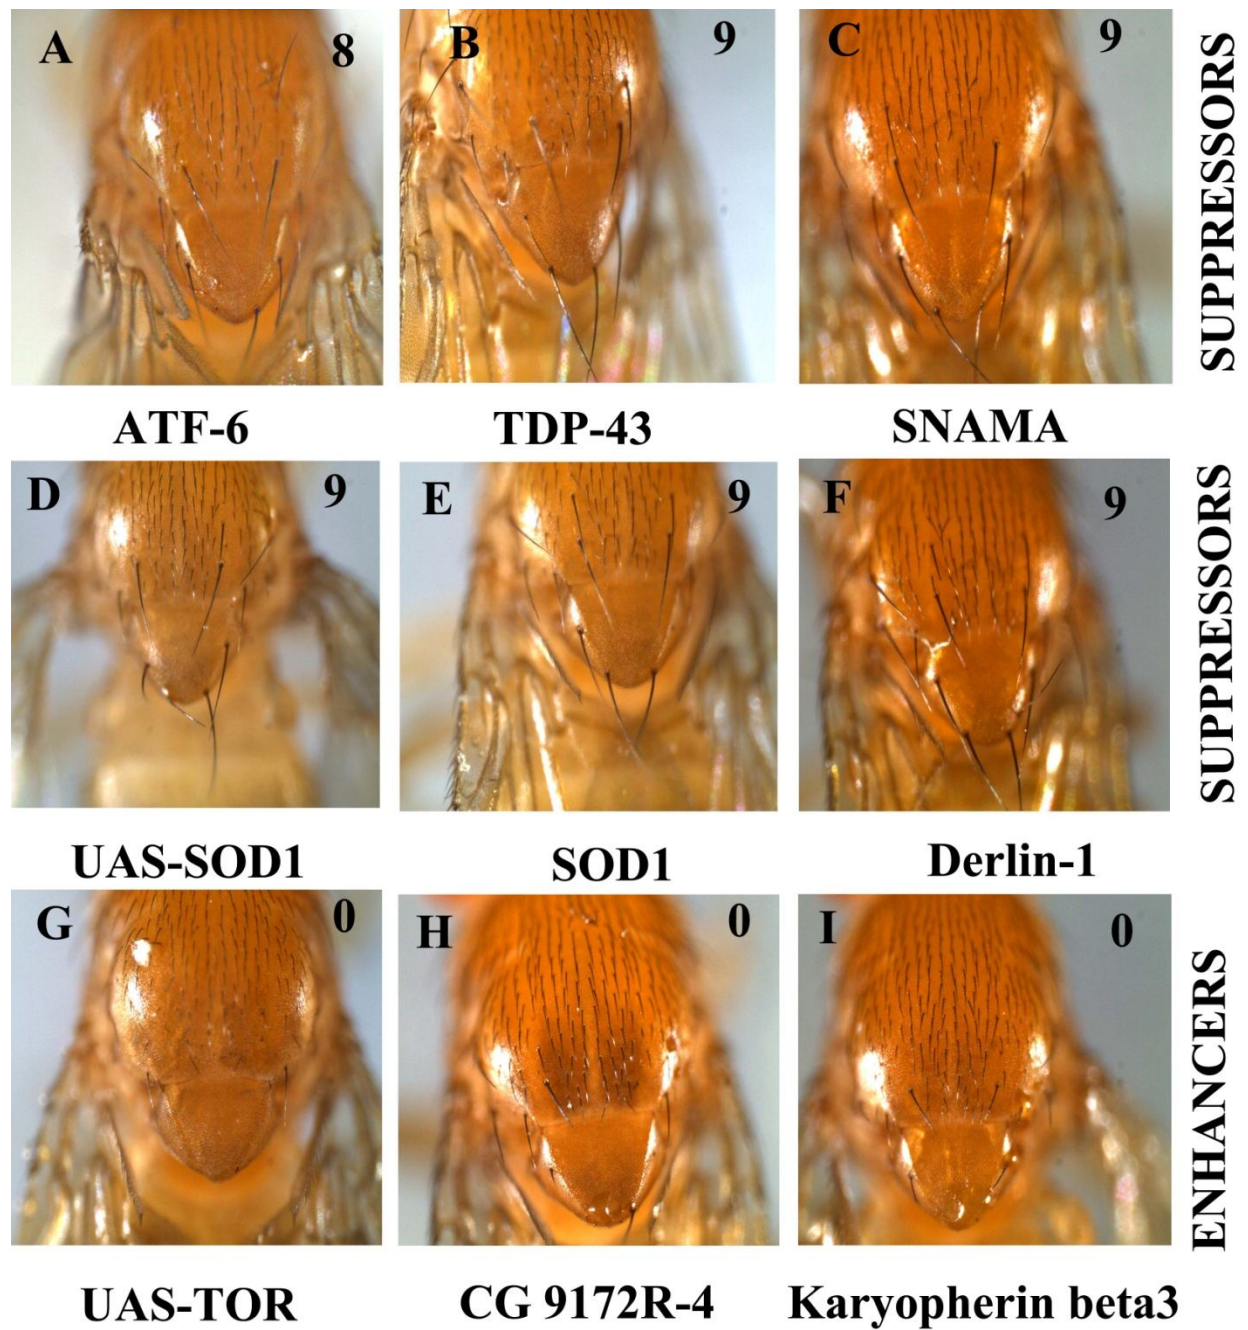 A 8
B 9
C 9
SUPPRESSORS
ATF-6
TDP-43
SNAMA
D 9
E 9
F 9
SUPPRESSORS
UAS-SOD1
SOD1
Derlin-1
G 0
H 0
I 0
ENHANCERS
UAS-TOR
CG 9172R-4
Karyopherin beta3